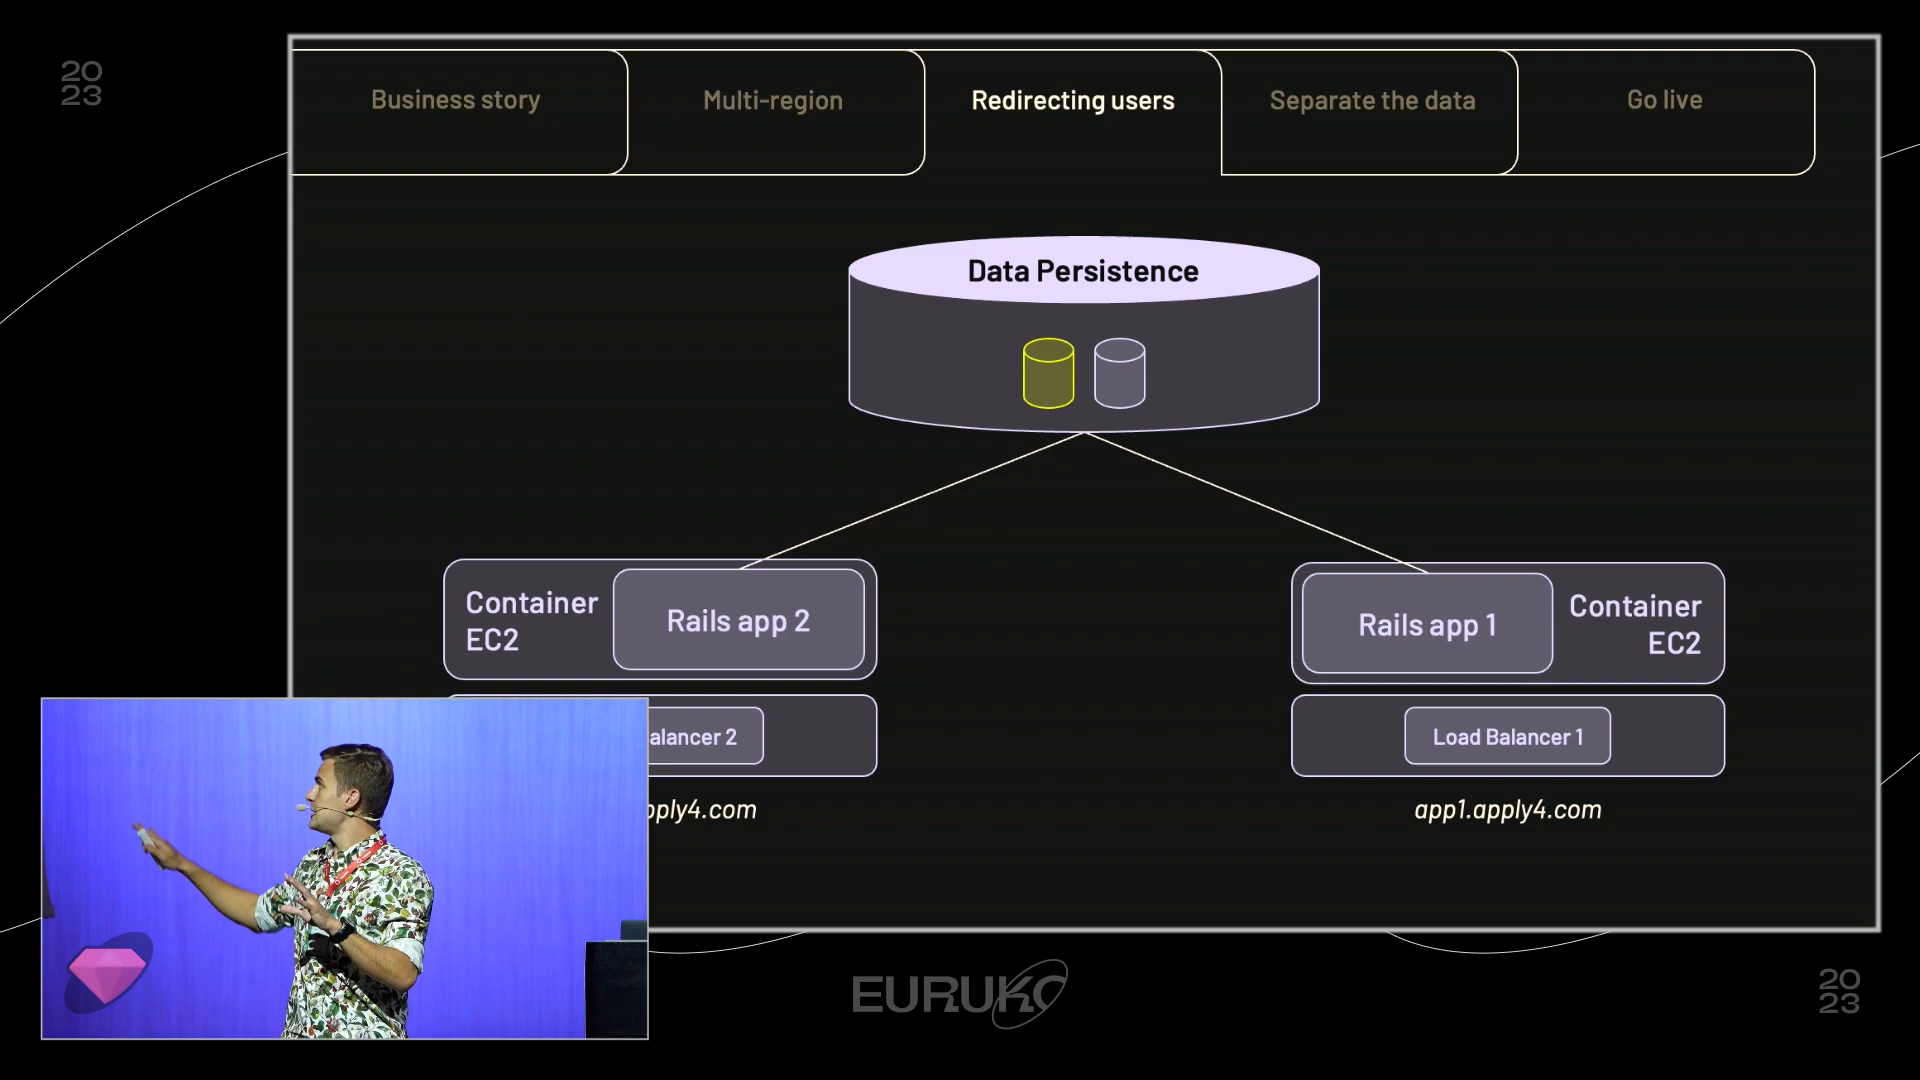 20
23
Business story
Multi-region
Redirecting users
Separate the data
Go live
Data Persistence
Container
EC2
Rails app 2
Rails app 1
Container
EC2
alancer 2
Load Balancer 1
pply4.com
app1.apply4.com
EURUKO
20
23